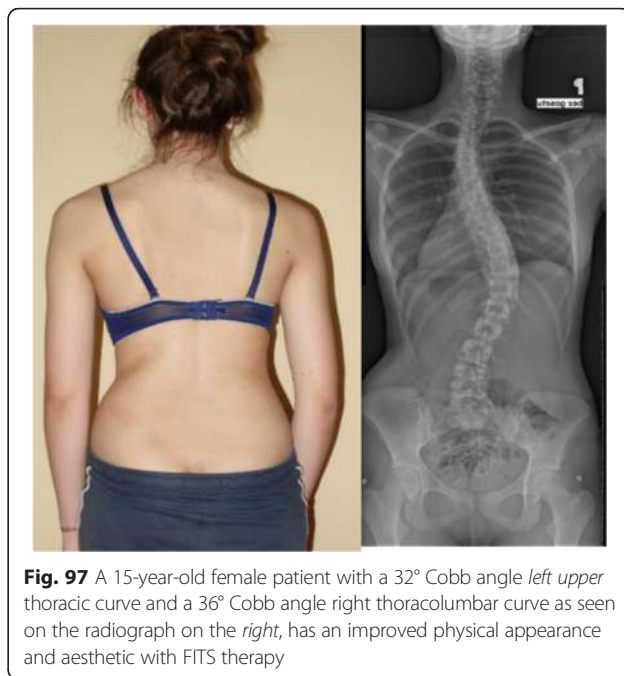 Fig. 97 A 15-year-old female patient with a 32° Cobb angle left upper
thoracic curve and a 36° Cobb angle right thoracolumbar curve as seen
on the radiograph on the right, has an improved physical appearance
and aesthetic with FITS therapy